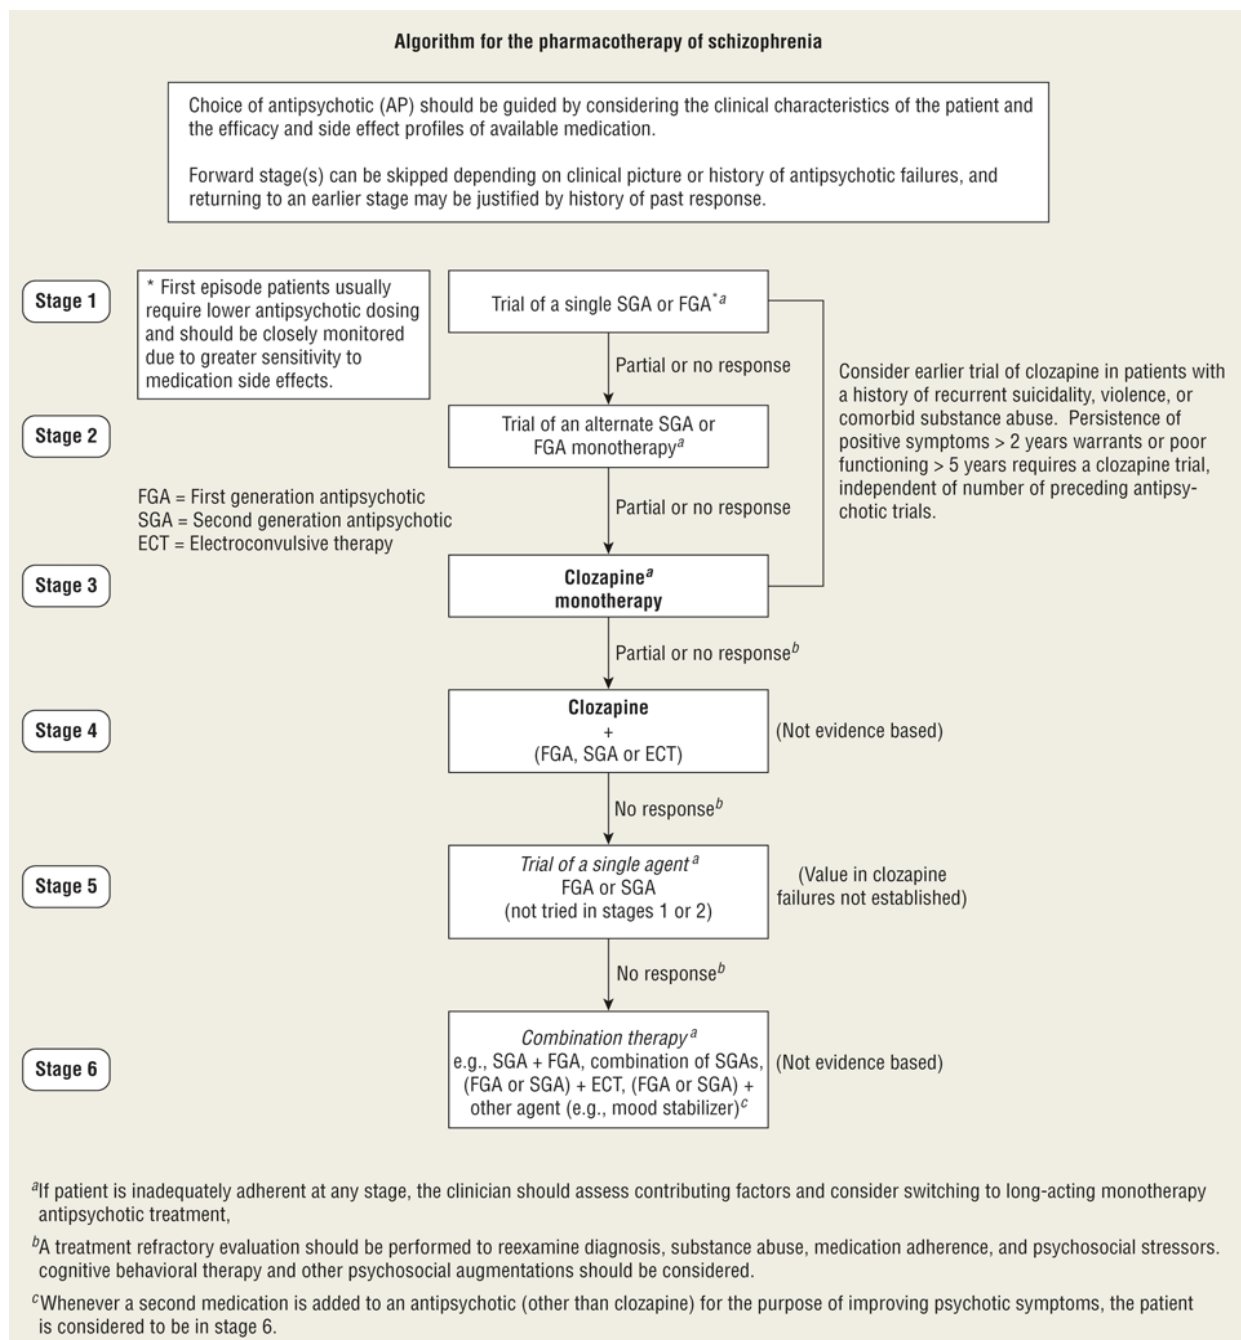 Algorithm for the pharmacotherapy of schizophrenia
Choice of antipsychotic (AP) should be guided by considering the clinical characteristics of the patient and
the efficacy and side effect profiles of available medication.
Forward stage(s) can be skipped depending on clinical picture or history of antipsychotic failures, and
returning to an earlier stage may be justified by history of past response.
Stage 1
* First episode patients usually
require lower antipsychotic dosing
and should be closely monitored
due to greater sensitivity to
medication side effects.
Trial of a single SGA or FGA*a
Partial or no response
Consider earlier trial of clozapine in patients with
a history of recurrent suicidality, violence, or
comorbid substance abuse. Persistence of
positive symptoms > 2 years warrants or poor
functioning > 5 years requires a clozapine trial,
independent of number of preceding antipsy-
chotic trials.
Stage 2
Trial of an alternate SGA or
FGA monotherapya
FGA = First generation antipsychotic
SGA = Second generation antipsychotic
ECT = Electroconvulsive therapy
Partial or no response
Stage 3
Clozapinea
monotherapy
Partial or no responseb
Stage 4
Clozapine
+
(FGA, SGA or ECT)
(Not evidence based)
No responseb
Stage 5
Trial of a single agent a
FGA or SGA
(not tried in stages 1 or 2)
(Value in clozapine
failures not established)
No responseb
Stage 6
Combination therapy a
e.g., SGA + FGA, combination of SGAs,
(FGA or SGA) + ECT, (FGA or SGA) +
other agent (e.g., mood stabilizer)c
(Not evidence based)
aIf patient is inadequately adherent at any stage, the clinician should assess contributing factors and consider switching to long-acting monotherapy
antipsychotic treatment,
bA treatment refractory evaluation should be performed to reexamine diagnosis, substance abuse, medication adherence, and psychosocial stressors.
cognitive behavioral therapy and other psychosocial augmentations should be considered.
cWhenever a second medication is added to an antipsychotic (other than clozapine) for the purpose of improving psychotic symptoms, the patient
is considered to be in stage 6.